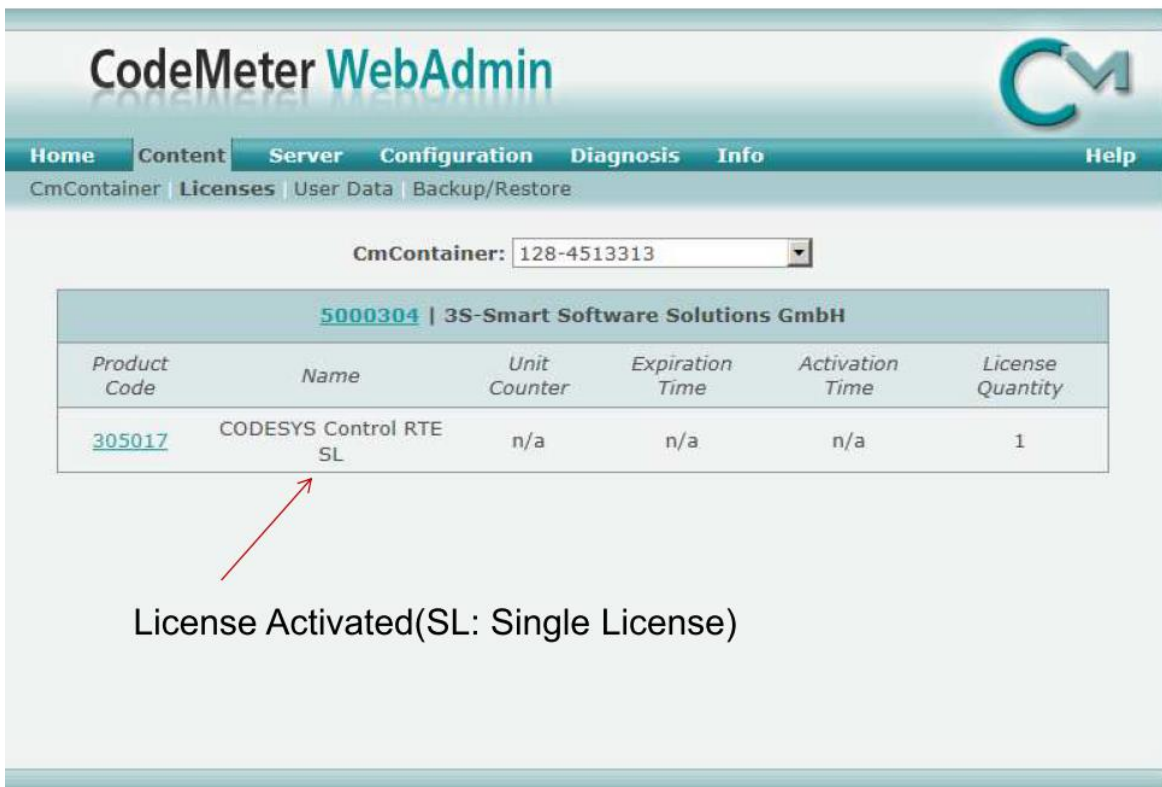 CodeMeter WebAdmin
CM
Home Content Server Configuration Diagnosis Info Help
CmContainer | Licenses | User Data | Backup/Restore
CmContainer: 128-4513313
5000304 | 3S-Smart Software Solutions GmbH
Product Code Name Unit Counter Expiration Time Activation Time License Quantity
305017 CODESYS Control RTE SL n/a n/a n/a 1
License Activated(SL: Single License)